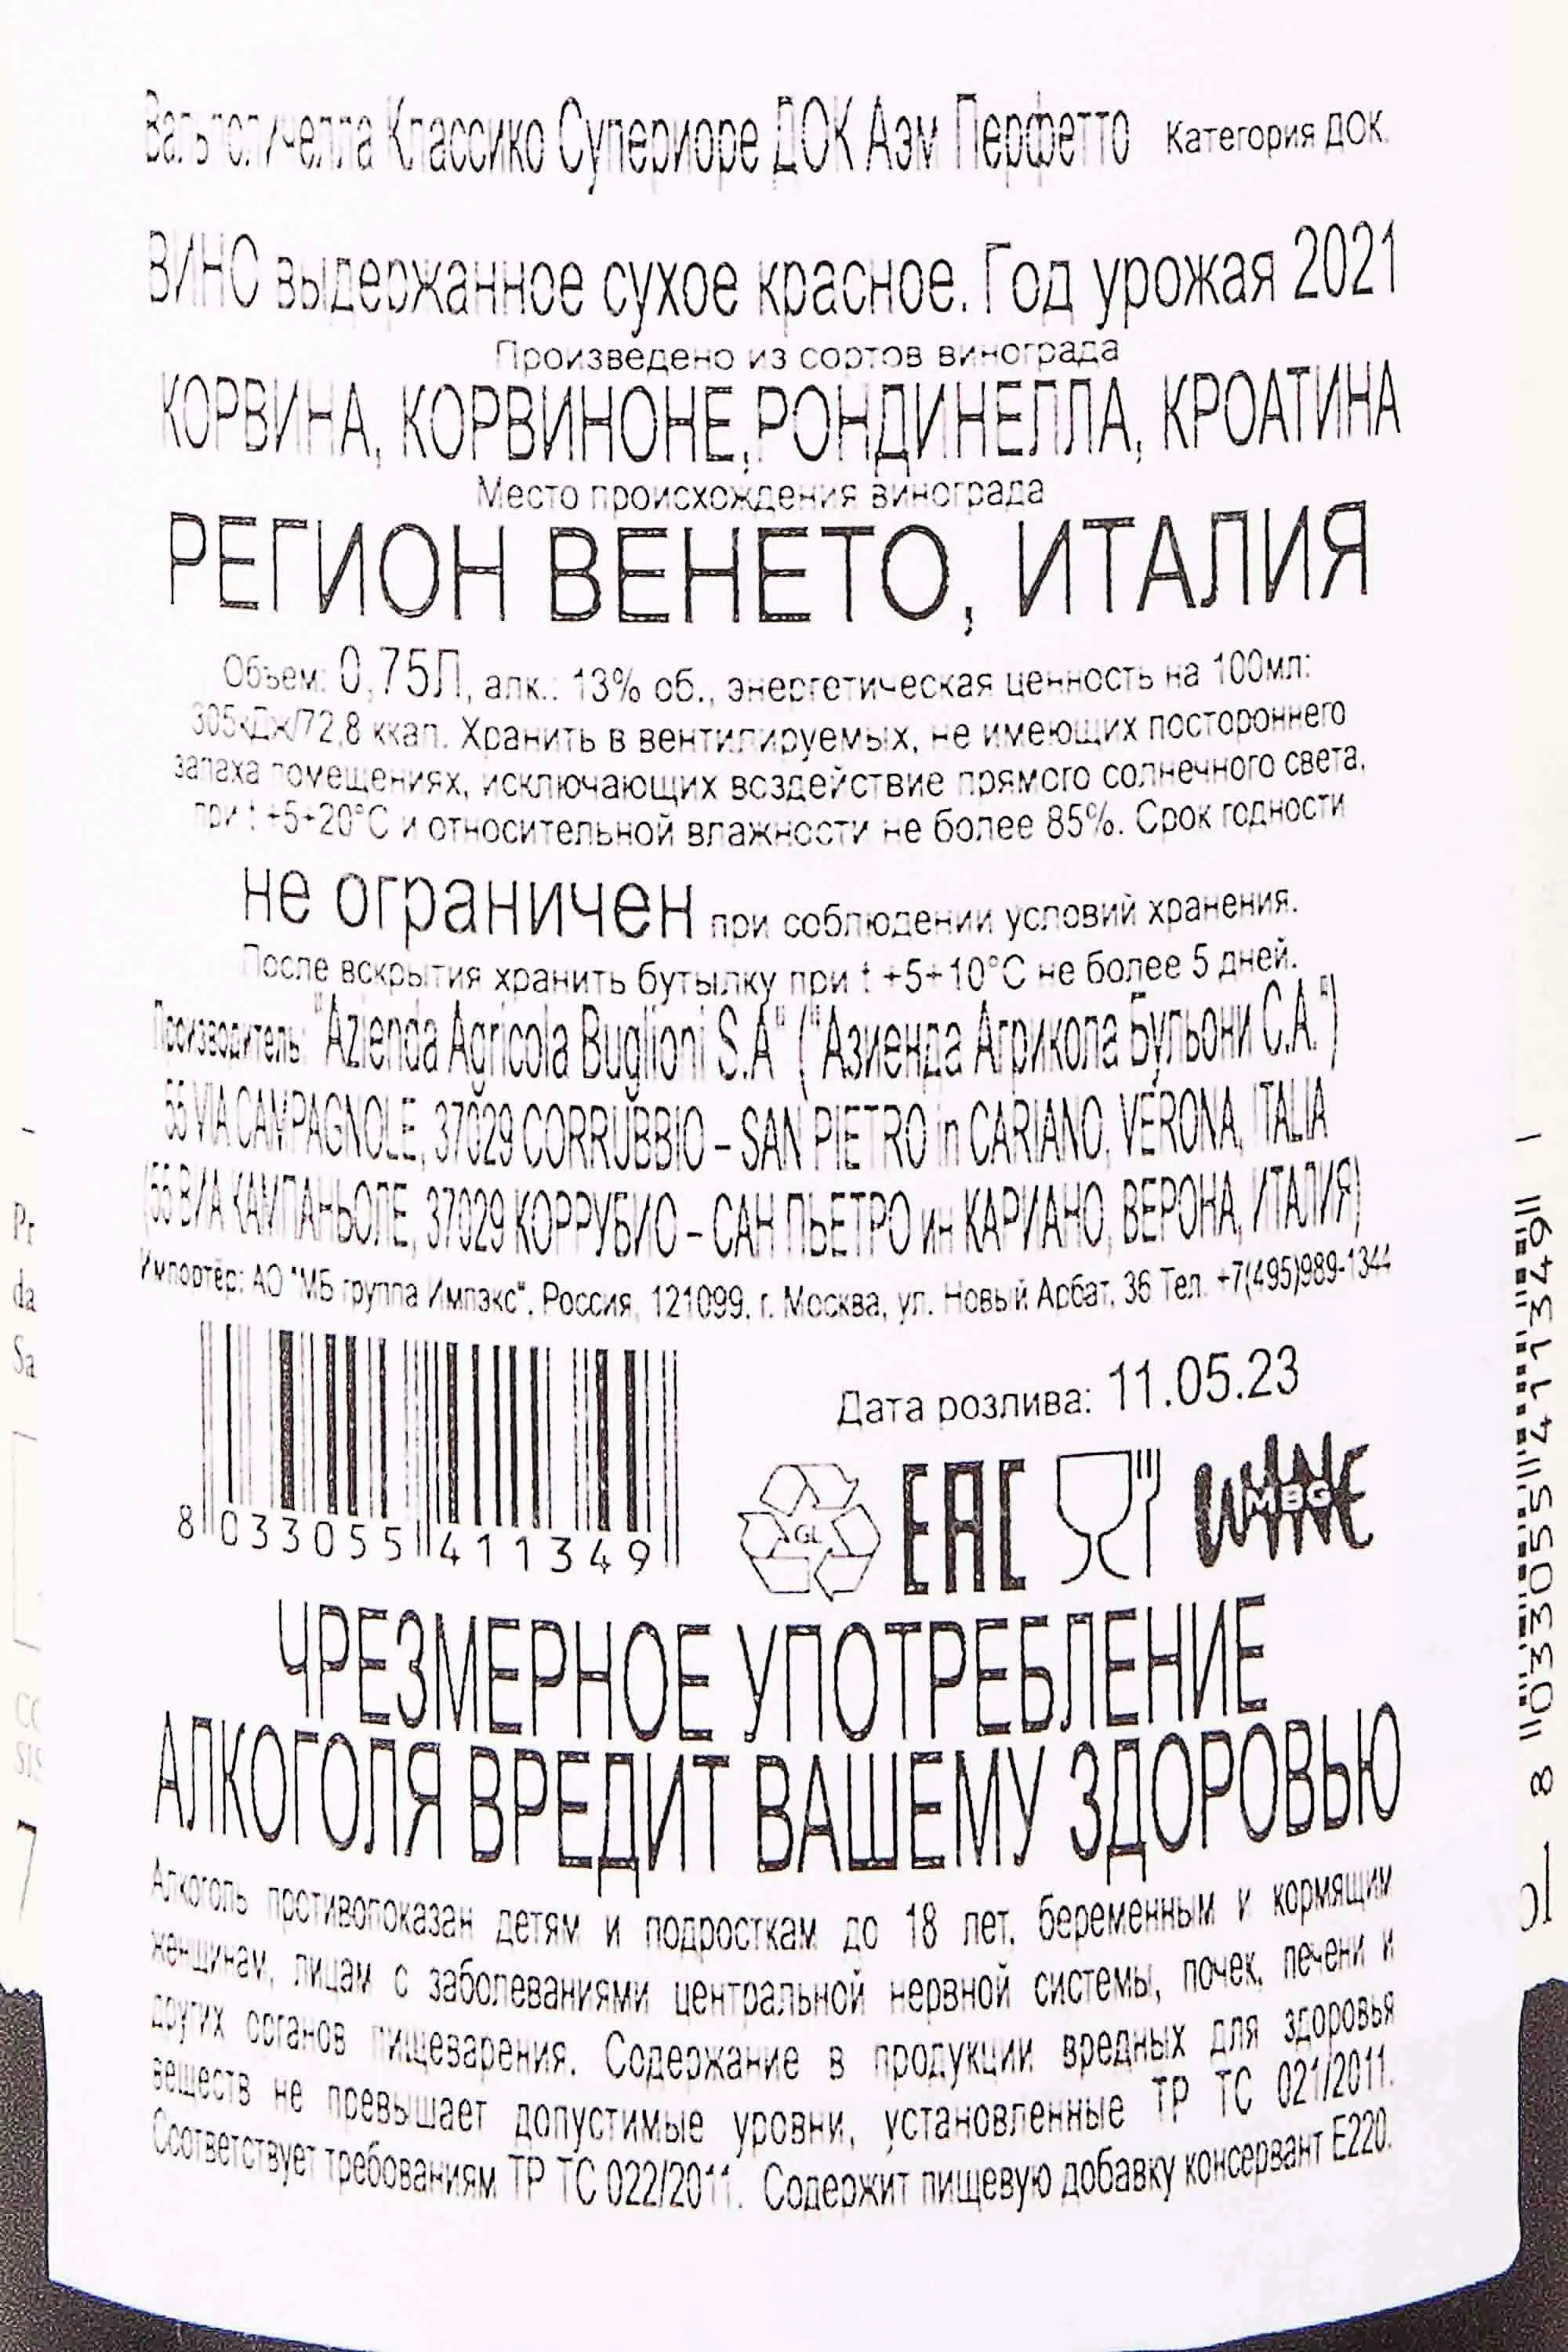 Вальполичелла Классико Супериоре ДОК Аэм Перфетто Категория ДОК.
ВИНО выдержанное сухое красное. Год урожая 2021
Произведено из сортов винограда
КОРВИНА, КОРВИНОНЕ,РОНДИНЕЛЛА, КРОАТИНА
Место происхождения винограда
РЕГИОН ВЕНЕТО, ИТАЛИЯ
Объем: 0,75Л, алк.: 13% об., энергетическая ценность на 100мл:
305кДж/72,8 ккал. Хранить в вентилируемых, не имеющих постороннего
запаха помещениях, исключающих воздействие прямого солнечного света,
при t +5+20°C и относительной влажности не более 85%. Срок годности
не ограничен при соблюдении условий хранения.
После вскрытия хранить бутылку при t +5+10°C не более 5 дней.
Производитель: "Azienda Agricola Buglioni S.A" ("Азиенда Агрикола Бульони С.А.")
55 VIA CAMPAGNOLE, 37029 CORRUBBIO – SAN PIETRO in CARIANO, VERONA, ITALIA
(55 ВИА КАМПАНЬОЛЕ, 37029 КОРРУБИО – САН ПЬЕТРО ин КАРИАНО, ВЕРОНА, ИТАЛИЯ)
Импортёр: АО "МБ группа Импэкс", Россия, 121099, г. Москва, ул. Новый Арбат, 36 Тел. +7(495)989-1344
Дата розлива: 11.05.23
8 033055 411349
GL EAC WINE MBG
ЧРЕЗМЕРНОЕ УПОТРЕБЛЕНИЕ
АЛКОГОЛЯ ВРЕДИТ ВАШЕМУ ЗДОРОВЬЮ
Алкоголь противопоказан детям и подросткам до 18 лет, беременным и кормящим
женщинам, лицам с заболеваниями центральной нервной системы, почек, печени и
других органов пищеварения. Содержание в продукции вредных для здоровья
веществ не превышает допустимые уровни, установленные ТР ТС 021/2011.
Соответствует требованиям ТР ТС 022/2011. Содержит пищевую добавку консервант Е220.
Pr
da
Sa
8 033055 411349